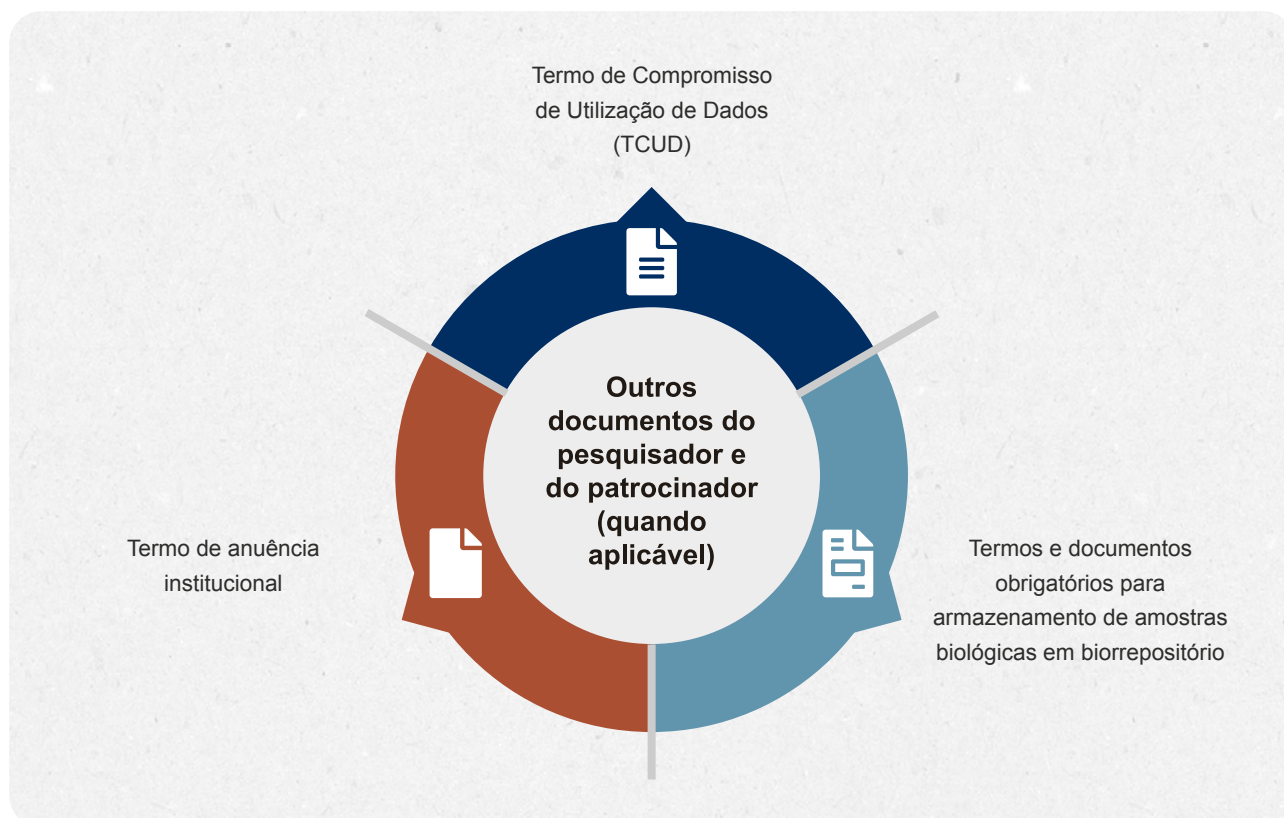 Termo de Compromisso
de Utilização de Dados
(TCUD)
Outros
documentos do
pesquisador e
do patrocinador
(quando
aplicável)
Termo de anuência
institucional
Termos e documentos
obrigatórios para
armazenamento de amostras
biológicas em biorrepositório